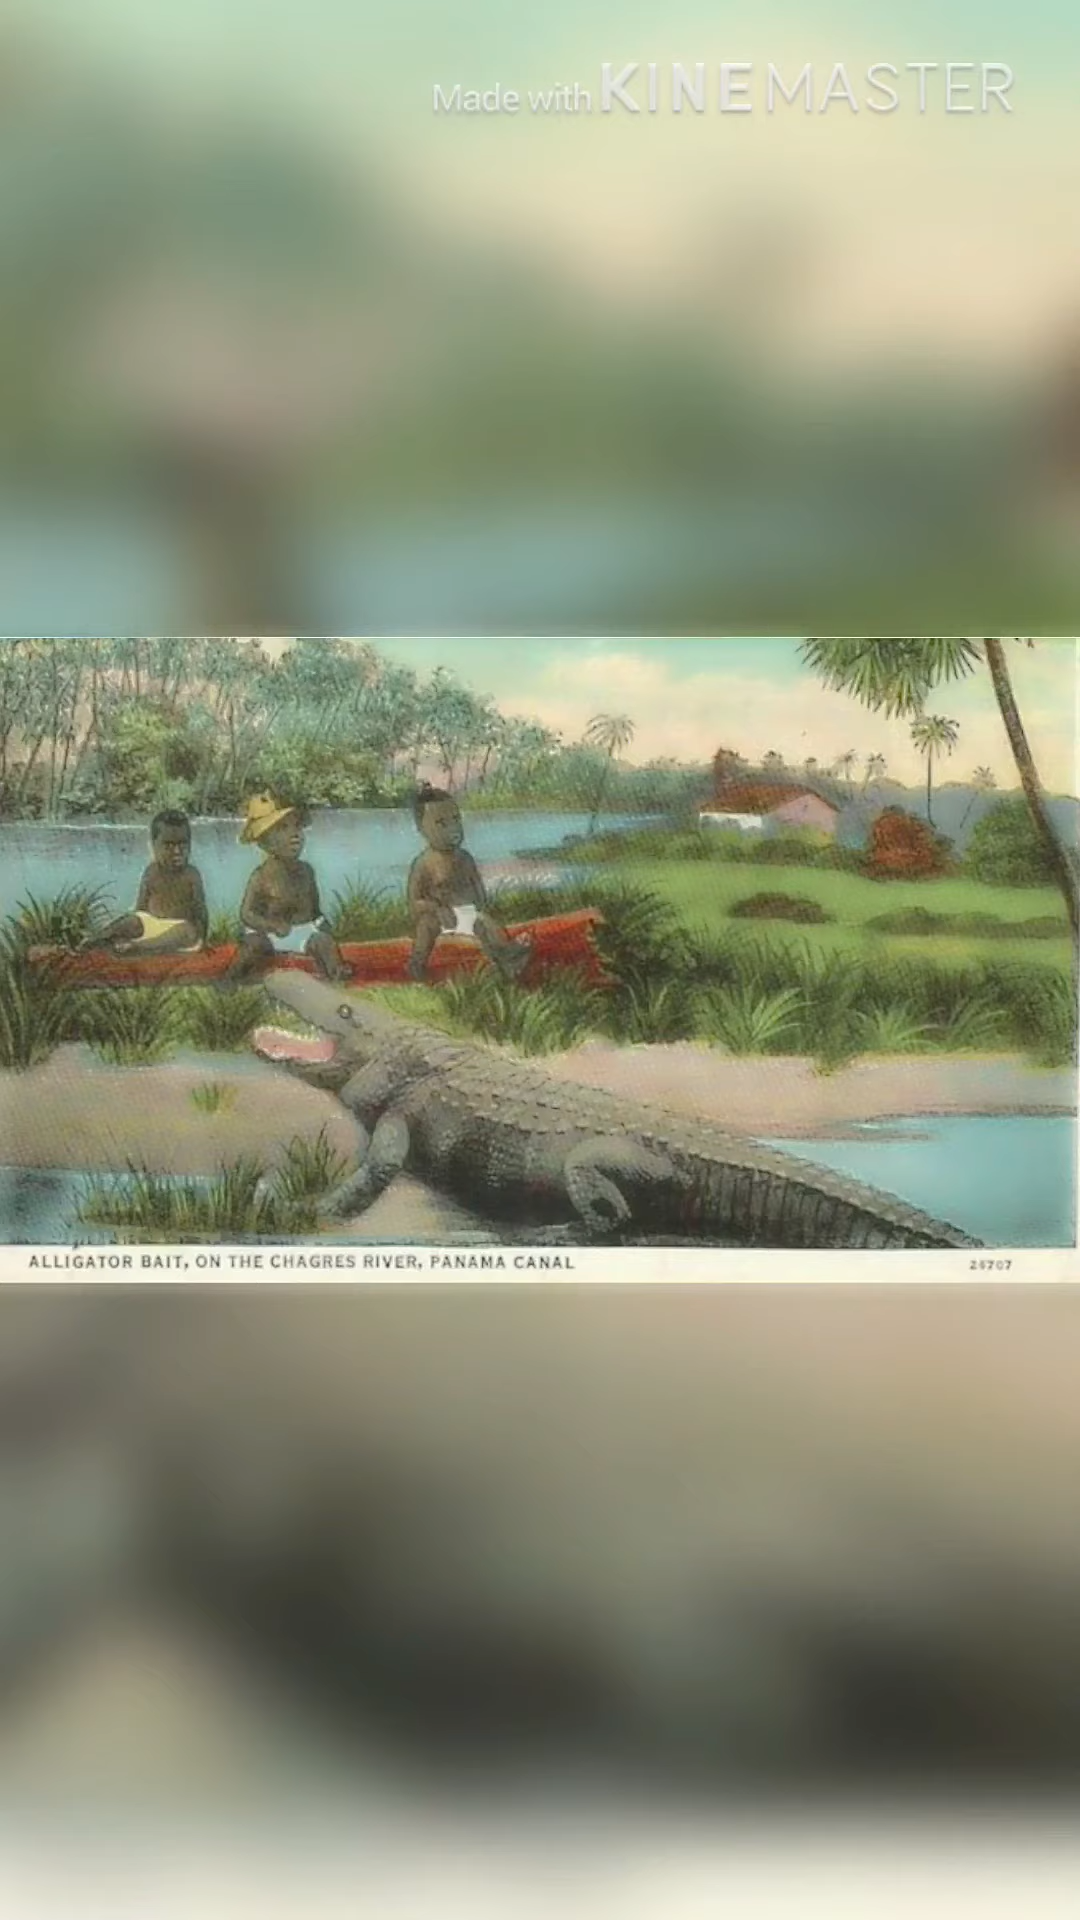 Made with KINEMASTER
ALLIGATOR BAIT, ON THE CHAGRES RIVER, PANAMA CANAL
26707